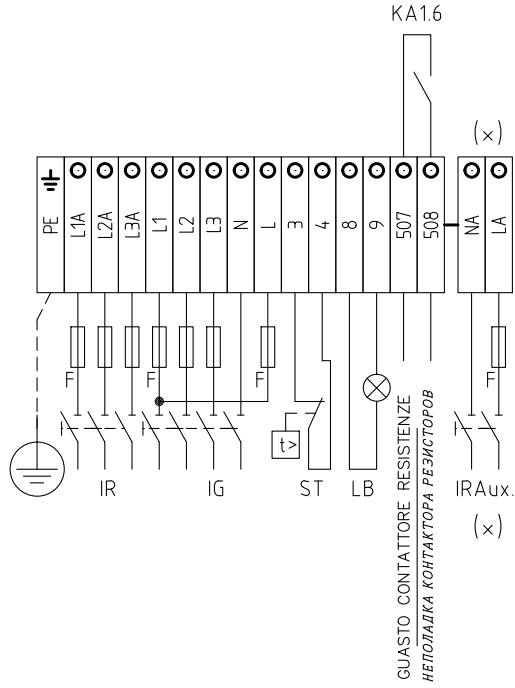 KA1.6
(x)
PE L1A L2A L3A L1 L2 L3 N L 3 4 8 9 507 508 NA LA
F F F F
t>
IR IG ST LB IRAux.
(x)
GUASTO CONTATTORE RESISTENZE
НЕПОЛАДКА КОНТАКТОРА РЕЗИСТОРОВ